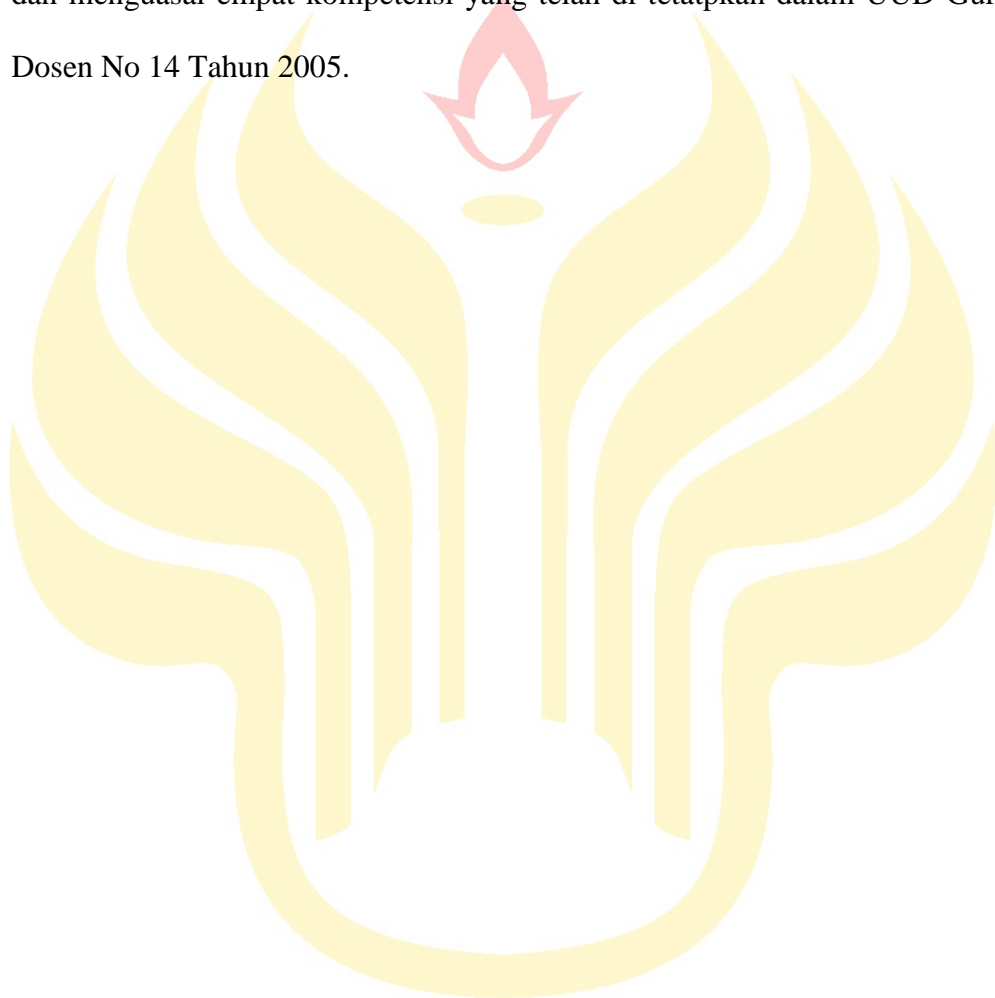 dan menguasai empat kompetensi yang telah di tetatpkan dalam UUD
Dosen No 14 Tahun 2005.